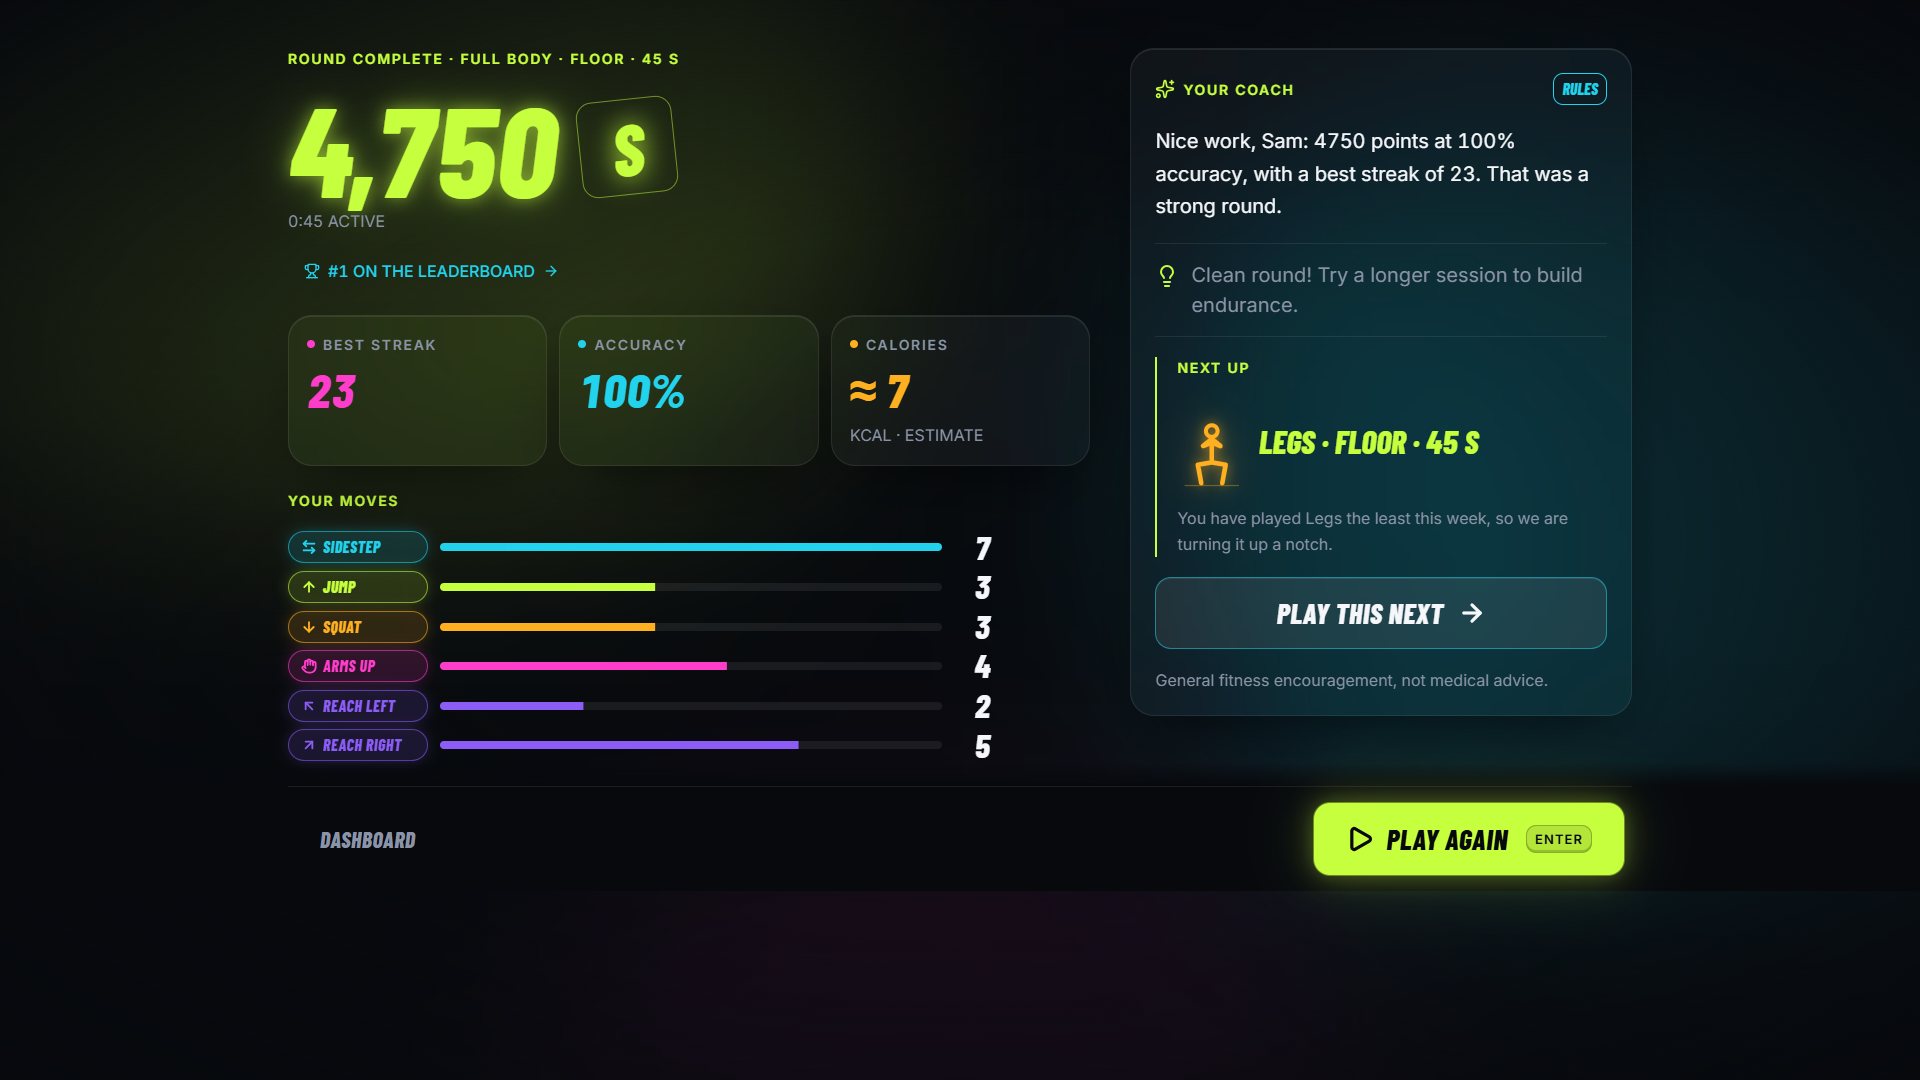 ROUND COMPLETE · FULL BODY · FLOOR · 45 S
4,750 S
0:45 ACTIVE
#1 ON THE LEADERBOARD →
BEST STREAK
23
ACCURACY
100%
CALORIES
≈ 7
KCAL · ESTIMATE
YOUR MOVES
SIDESTEP 7
JUMP 3
SQUAT 3
ARMS UP 4
REACH LEFT 2
REACH RIGHT 5
YOUR COACH RULES
Nice work, Sam: 4750 points at 100%
accuracy, with a best streak of 23. That was a
strong round.
Clean round! Try a longer session to build
endurance.
NEXT UP
LEGS · FLOOR · 45 S
You have played Legs the least this week, so we are
turning it up a notch.
PLAY THIS NEXT →
General fitness encouragement, not medical advice.
DASHBOARD
PLAY AGAIN ENTER